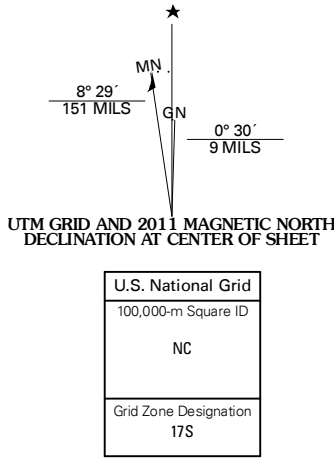 ★
MN
8° 29´
151 MILS
GN
0° 30´
9 MILS
UTM GRID AND 2011 MAGNETIC NORTH
DECLINATION AT CENTER OF SHEET
U.S. National Grid
100,000-m Square ID
NC
Grid Zone Designation
17S